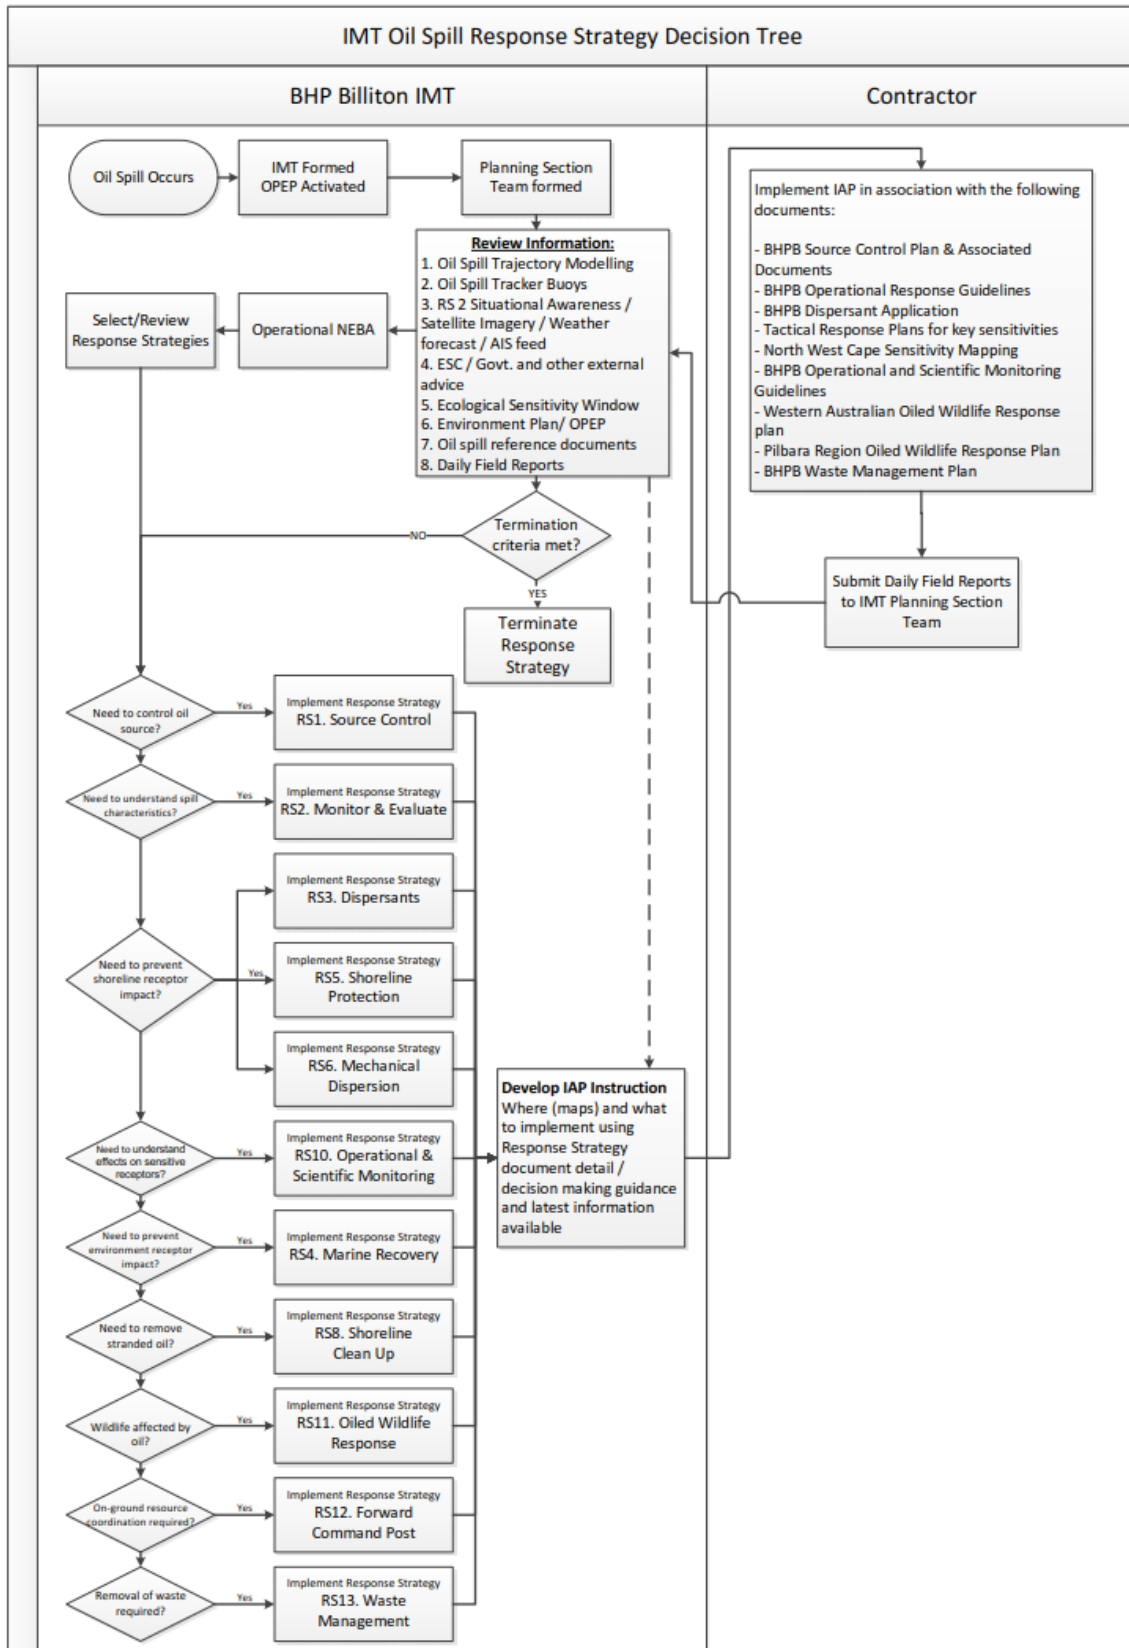 IMT Oil Spill Response Strategy Decision Tree
BHP Billiton IMT
Contractor
Oil Spill Occurs
IMT Formed
OPEP Activated
Planning Section
Team formed
Review Information:
1. Oil Spill Trajectory Modelling
2. Oil Spill Tracker Buoys
3. RS 2 Situational Awareness /
Satellite Imagery / Weather
forecast / AIS feed
4. ESC / Govt. and other external
advice
5. Ecological Sensitivity Window
6. Environment Plan/ OPEP
7. Oil spill reference documents
8. Daily Field Reports
Operational NEBA
Select/Review
Response Strategies
Implement IAP in association with the following
documents:
- BHPB Source Control Plan & Associated
Documents
- BHPB Operational Response Guidelines
- BHPB Dispersant Application
- Tactical Response Plans for key sensitivities
- North West Cape Sensitivity Mapping
- BHPB Operational and Scientific Monitoring
Guidelines
- Western Australian Oiled Wildlife Response
plan
- Pilbara Region Oiled Wildlife Response Plan
- BHPB Waste Management Plan
Submit Daily Field Reports
to IMT Planning Section
Team
Termination
criteria met?
NO
YES
Terminate
Response
Strategy
Need to control oil
source?
Yes
Implement Response Strategy
RS1. Source Control
Need to understand spill
characteristics?
Yes
Implement Response Strategy
RS2. Monitor & Evaluate
Implement Response Strategy
RS3. Dispersants
Need to prevent
shoreline receptor
impact?
Yes
Implement Response Strategy
RS5. Shoreline
Protection
Implement Response Strategy
RS6. Mechanical
Dispersion
Develop IAP Instruction
Where (maps) and what
to implement using
Response Strategy
document detail /
decision making guidance
and latest information
available
Need to understand
effects on sensitive
receptors?
Yes
Implement Response Strategy
RS10. Operational &
Scientific Monitoring
Need to prevent
environment receptor
impact?
Yes
Implement Response Strategy
RS4. Marine Recovery
Need to remove
stranded oil?
Yes
Implement Response Strategy
RS8. Shoreline
Clean Up
Wildlife affected by
oil?
Yes
Implement Response Strategy
RS11. Oiled Wildlife
Response
On-ground resource
coordination required?
Yes
Implement Response Strategy
RS12. Forward
Command Post
Removal of waste
required?
Yes
Implement Response Strategy
RS13. Waste
Management